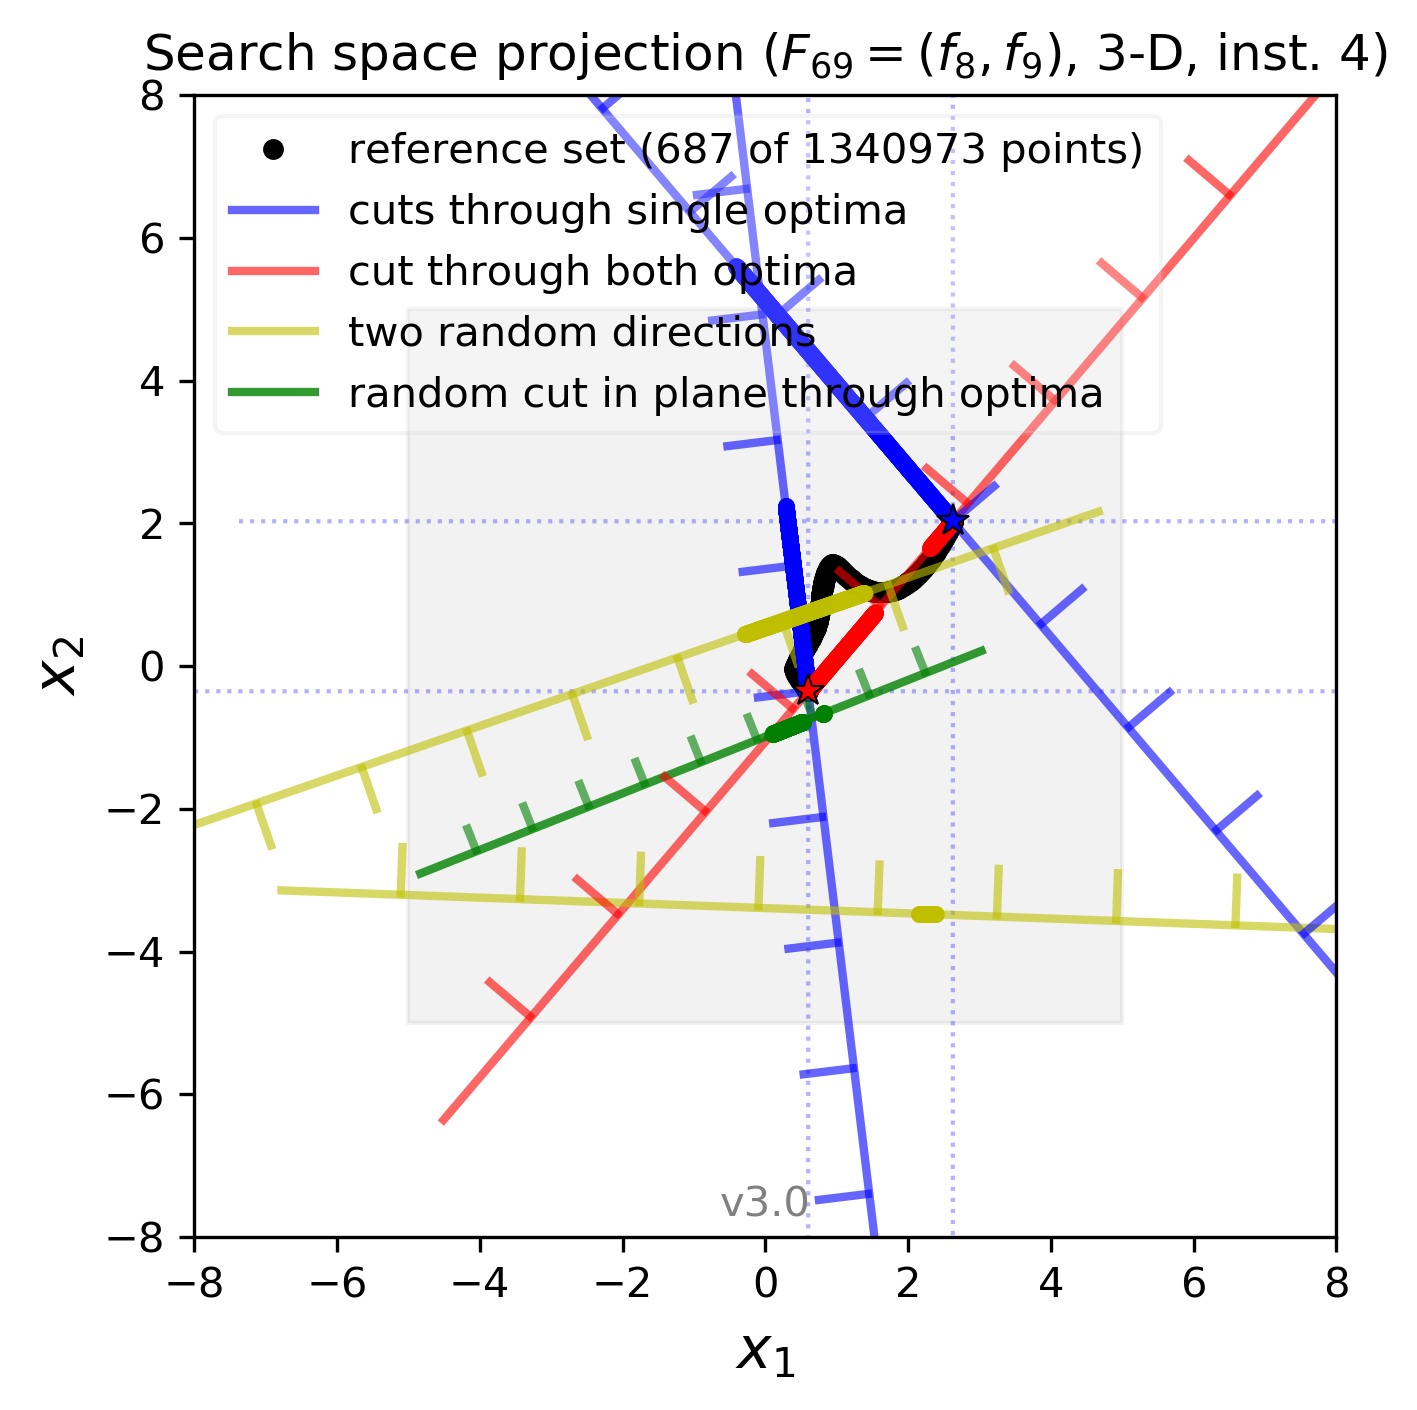 Search space projection (F₆₉ = (f₈, f₉), 3-D, inst. 4)
8
6
4
2
0
−2
−4
−6
−8
x₂
reference set (687 of 1340973 points)
cuts through single optima
cut through both optima
two random directions
random cut in plane through optima
v3.0
−8 −6 −4 −2 0 2 4 6 8
x₁